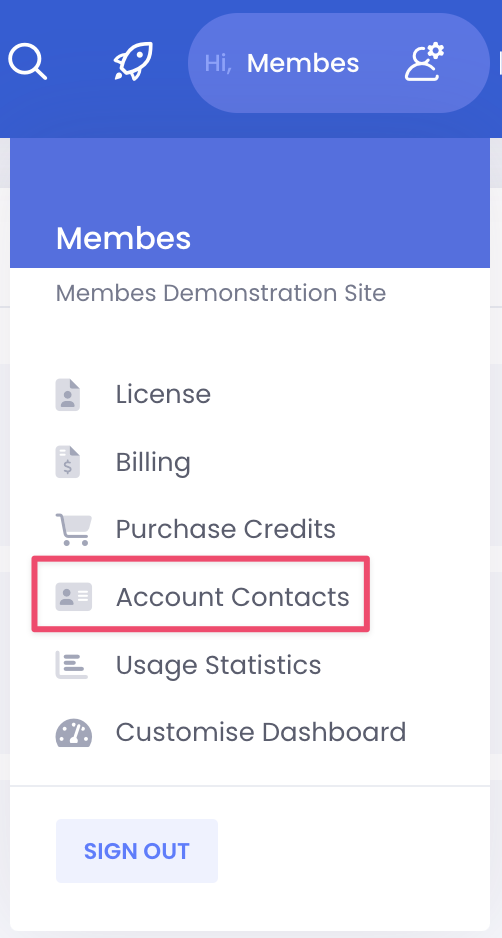 Hi, Membes
Membes
Membes Demonstration Site
License
Billing
Purchase Credits
Account Contacts
Usage Statistics
Customise Dashboard
SIGN OUT